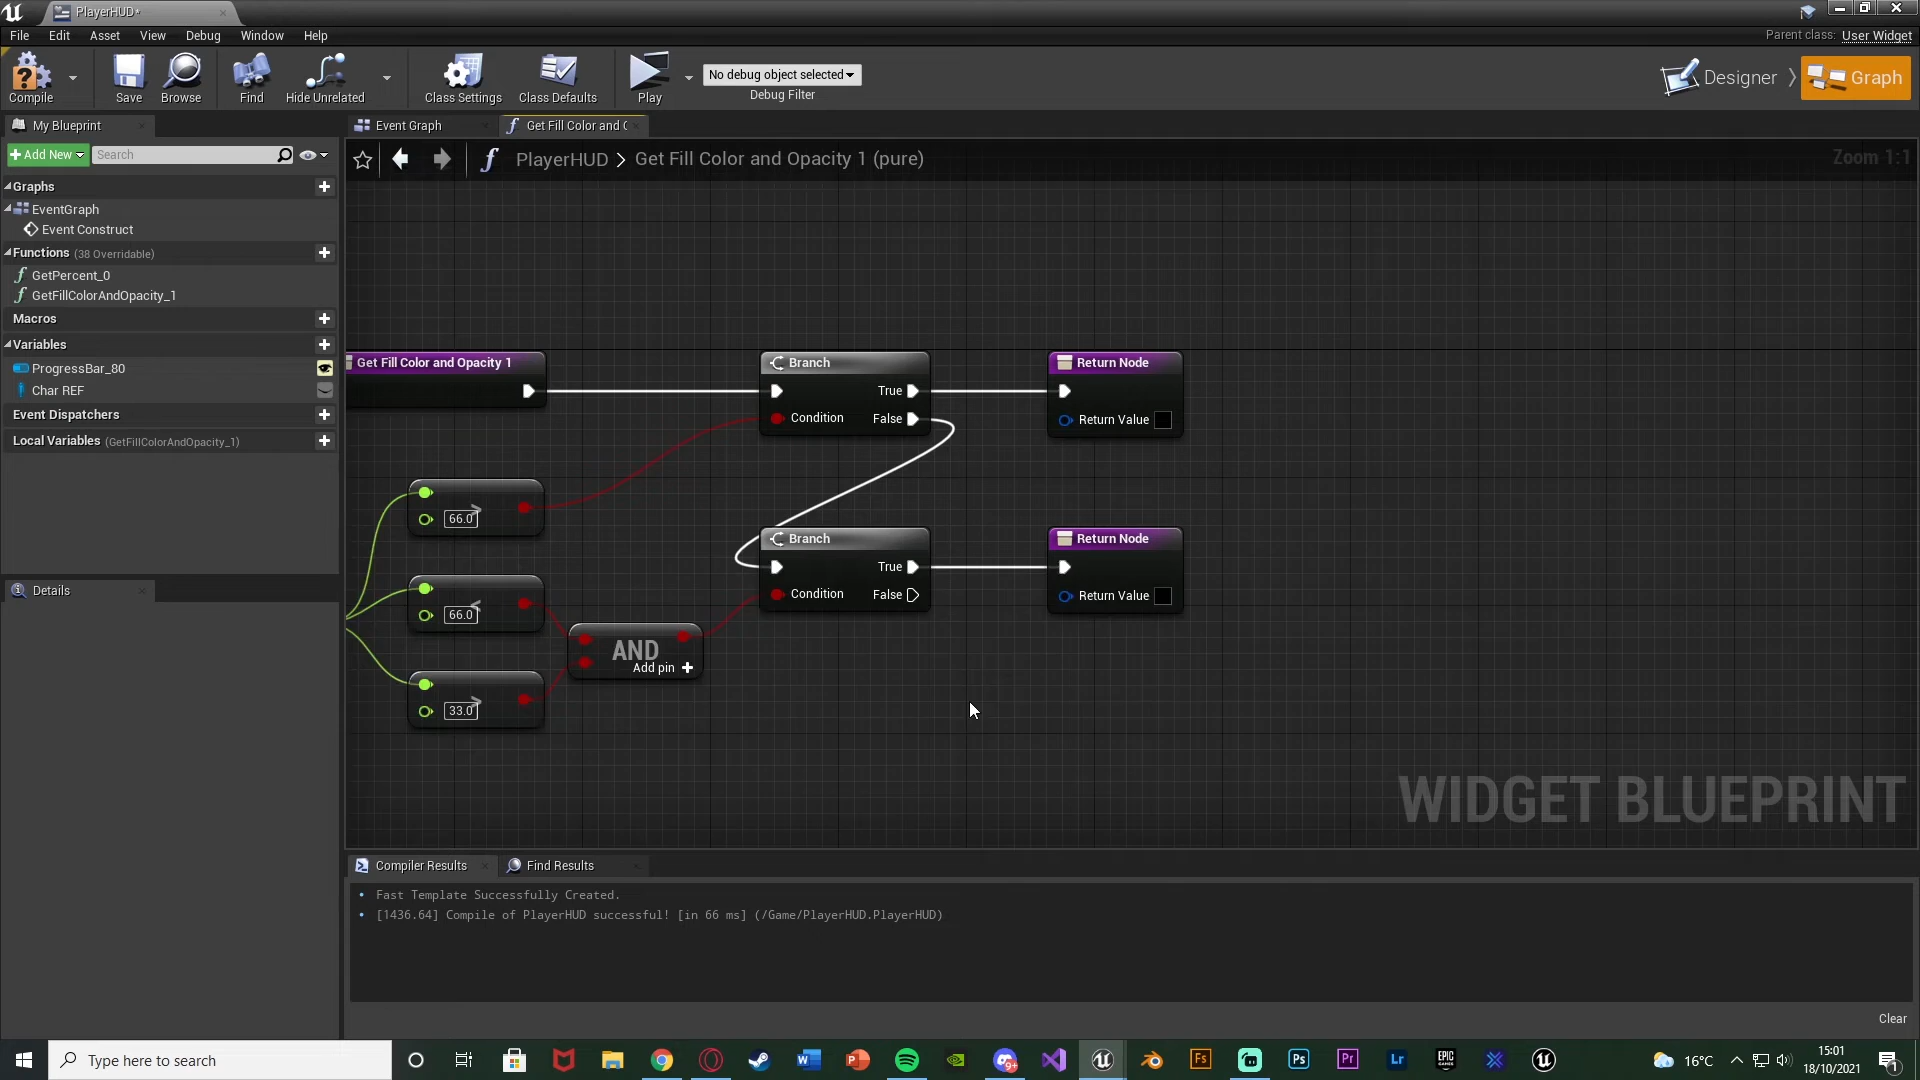 PlayerHUD*
File Edit Asset View Debug Window Help
Parent class: User Widget
Compile Save Browse Find Hide Unrelated Class Settings Class Defaults Play
No debug object selected
Debug Filter
Designer Graph
My Blueprint
Event Graph
Get Fill Color and C
Add New Search
PlayerHUD > Get Fill Color and Opacity 1 (pure)
Zoom 1:1
Graphs
EventGraph
Event Construct
Functions (38 Overridable)
GetPercent_0
GetFillColorAndOpacity_1
Macros
Variables
ProgressBar_80
Char REF
Event Dispatchers
Local Variables (GetFillColorAndOpacity_1)
Details
Get Fill Color and Opacity 1
Branch
True
Condition False
Return Node
Return Value
>
66.0
<
66.0
>
33.0
AND
Add pin +
Branch
True
Condition False
Return Node
Return Value
WIDGET BLUEPRINT
Compiler Results
Find Results
Fast Template Successfully Created.
[1436.64] Compile of PlayerHUD successful! [in 66 ms] (/Game/PlayerHUD.PlayerHUD)
Clear
Type here to search
16°C
15:01
18/10/2021